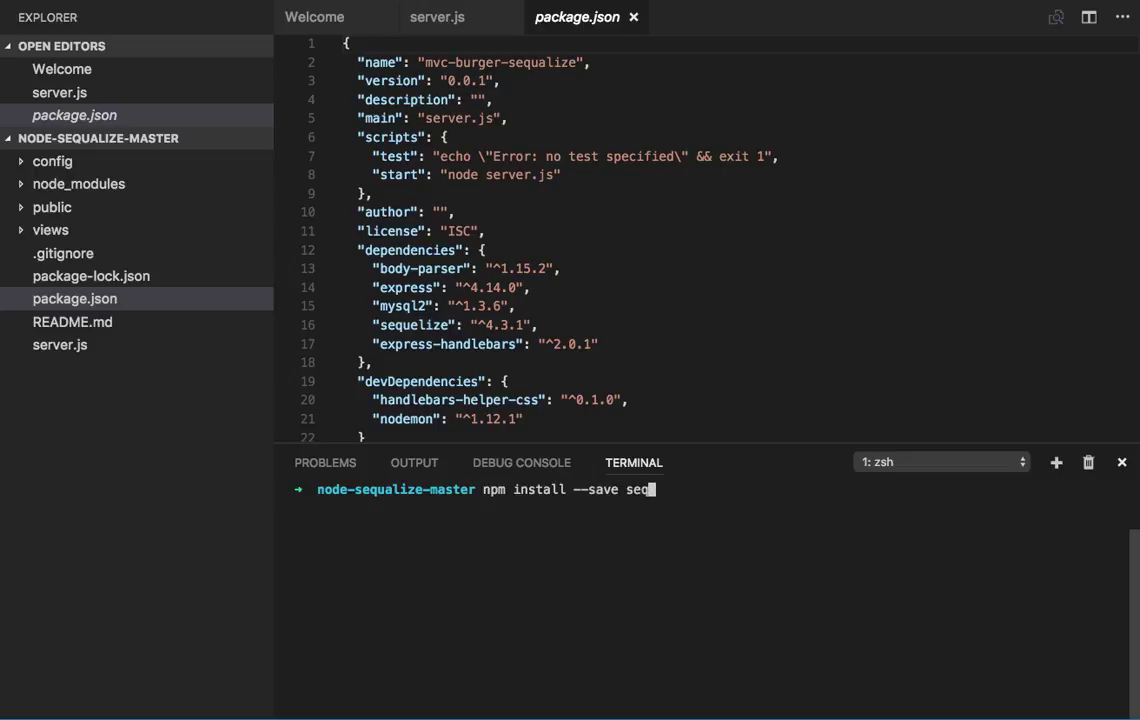 EXPLORER
OPEN EDITORS
Welcome
server.js
package.json
NODE-SEQUALIZE-MASTER
config
node_modules
public
views
.gitignore
package-lock.json
package.json
README.md
server.js
Welcome server.js package.json ×
1 {
2 "name": "mvc-burger-sequalize",
3 "version": "0.0.1",
4 "description": "",
5 "main": "server.js",
6 "scripts": {
7 "test": "echo \"Error: no test specified\" && exit 1",
8 "start": "node server.js"
9 },
10 "author": "",
11 "license": "ISC",
12 "dependencies": {
13 "body-parser": "^1.15.2",
14 "express": "^4.14.0",
15 "mysql2": "^1.3.6",
16 "sequelize": "^4.3.1",
17 "express-handlebars": "^2.0.1"
18 },
19 "devDependencies": {
20 "handlebars-helper-css": "^0.1.0",
21 "nodemon": "^1.12.1"
22 }
PROBLEMS OUTPUT DEBUG CONSOLE TERMINAL 1: zsh
➜ node-sequalize-master npm install --save seq